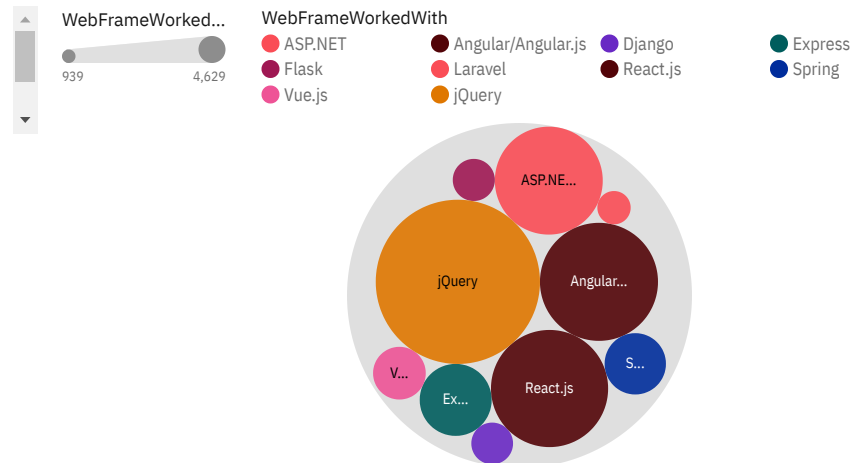 WebFrameWorked...
939
4,629
WebFrameWorkedWith
ASP.NET
Angular/Angular.js
Django
Express
Flask
Laravel
React.js
Spring
Vue.js
jQuery
ASP.NE...
jQuery
Angular...
S...
V...
Ex...
React.js